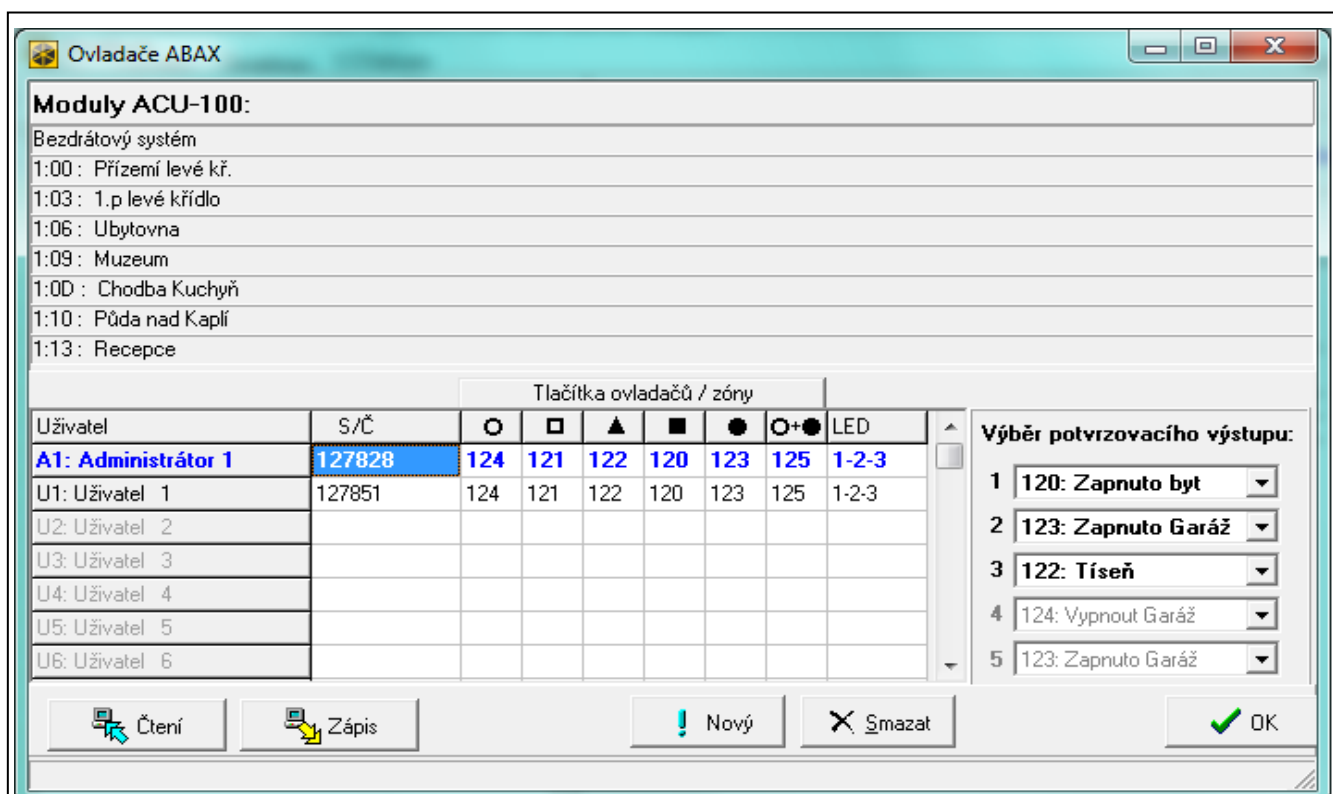 Ovladače ABAX
Moduly ACU-100:
Bezdrátový systém
1:00 : Přízemí levé kř.
1:03 : 1.p levé křídlo
1:06 : Ubytovna
1:09 : Muzeum
1:0D : Chodba Kuchyň
1:10 : Půda nad Kaplí
1:13 : Recepce
Tlačítka ovladačů / zóny
Uživatel S/Č LED
A1: Administrátor 1 127828 124 121 122 120 123 125 1-2-3
U1: Uživatel 1 127851 124 121 122 120 123 125 1-2-3
U2: Uživatel 2
U3: Uživatel 3
U4: Uživatel 4
U5: Uživatel 5
U6: Uživatel 6
Výběr potvrzovacího výstupu:
1 120: Zapnuto byt
2 123: Zapnuto Garáž
3 122: Tíseň
4 124: Vypnout Garáž
5 123: Zapnuto Garáž
Čtení Zápis Nový Smazat OK